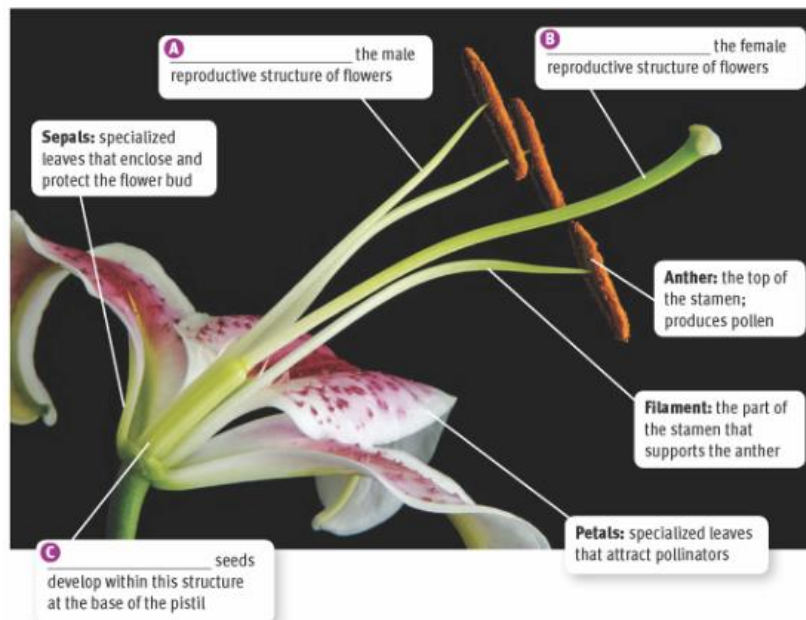 A ____________________ the male
reproductive structure of flowers
B ____________________ the female
reproductive structure of flowers
Sepals: specialized
leaves that enclose and
protect the flower bud
Anther: the top of
the stamen;
produces pollen
Filament: the part of
the stamen that
supports the anther
Petals: specialized leaves
that attract pollinators
C ____________________ seeds
develop within this structure
at the base of the pistil